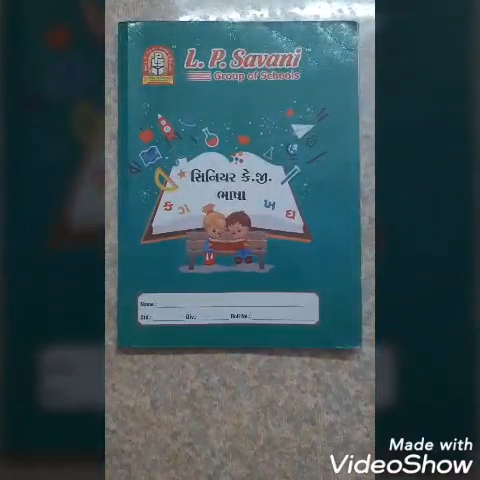 L. P. Savani
Group of Schools
સિનિયર કે.જી.
ભાષા
ક ગ ખ ઘ
Name:
Std.: Div.: Roll No.:
Made with
VideoShow